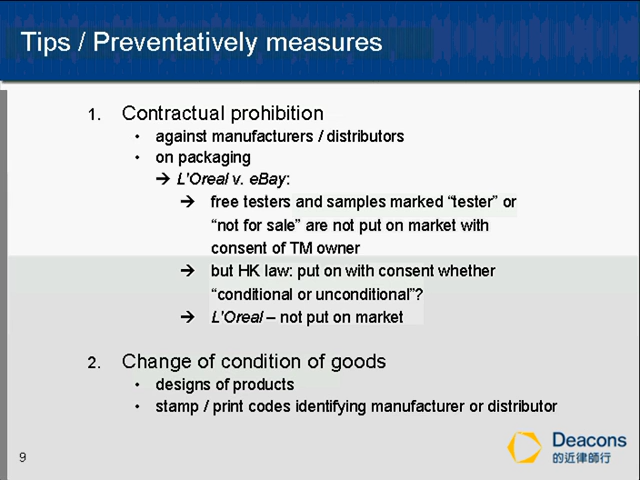 Tips / Preventatively measures
1. Contractual prohibition
• against manufacturers / distributors
• on packaging
→ L'Oreal v. eBay:
→ free testers and samples marked “tester” or
“not for sale” are not put on market with
consent of TM owner
→ but HK law: put on with consent whether
“conditional or unconditional”?
→ L'Oreal – not put on market
2. Change of condition of goods
• designs of products
• stamp / print codes identifying manufacturer or distributor
9
Deacons
的近律師行